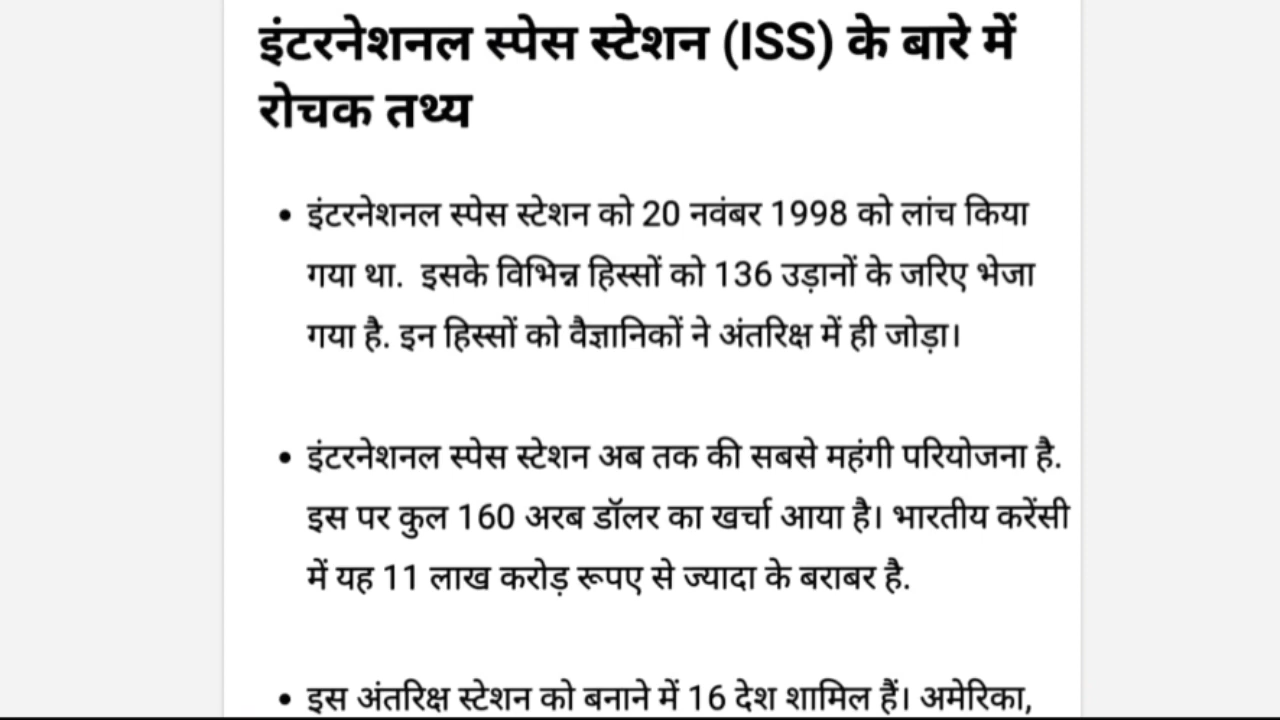 इंटरनेशनल स्पेस स्टेशन (ISS) के बारे में
रोचक तथ्य
• इंटरनेशनल स्पेस स्टेशन को 20 नवंबर 1998 को लांच किया
गया था. इसके विभिन्न हिस्सों को 136 उड़ानों के जरिए भेजा
गया है. इन हिस्सों को वैज्ञानिकों ने अंतरिक्ष में ही जोड़ा।
• इंटरनेशनल स्पेस स्टेशन अब तक की सबसे महंगी परियोजना है.
इस पर कुल 160 अरब डॉलर का खर्चा आया है। भारतीय करेंसी
में यह 11 लाख करोड़ रूपए से ज्यादा के बराबर है.
• इस अंतरिक्ष स्टेशन को बनाने में 16 देश शामिल हैं। अमेरिका,